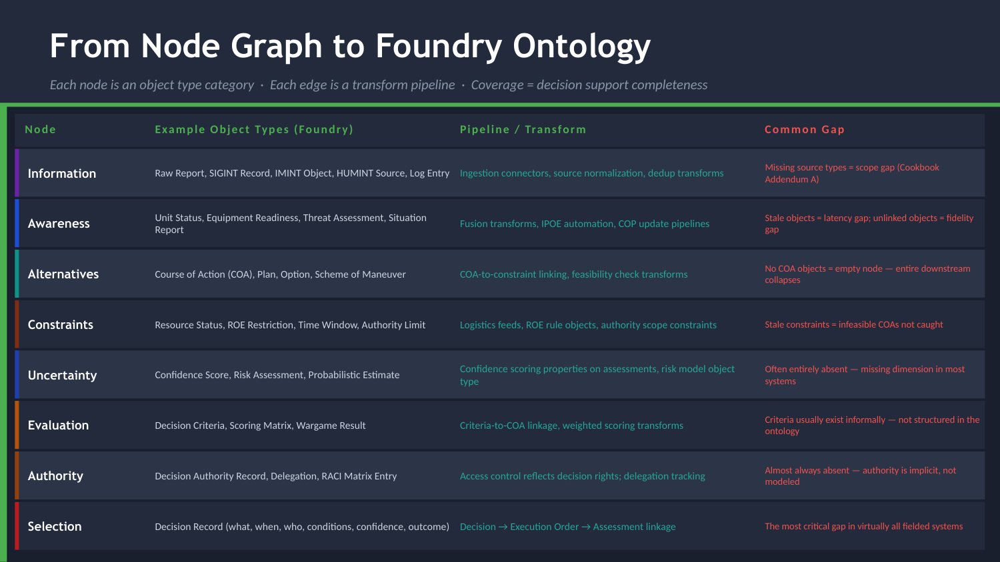 From Node Graph to Foundry Ontology
Each node is an object type category · Each edge is a transform pipeline · Coverage = decision support completeness
Node Example Object Types (Foundry) Pipeline / Transform Common Gap
Information
Raw Report, SIGINT Record, IMINT Object, HUMINT Source, Log Entry
Ingestion connectors, source normalization, dedup transforms
Missing source types = scope gap (Cookbook
Addendum A)
Awareness
Unit Status, Equipment Readiness, Threat Assessment, Situation
Report
Fusion transforms, IPOE automation, COP update pipelines
Stale objects = latency gap; unlinked objects = fidelity
gap
Alternatives
Course of Action (COA), Plan, Option, Scheme of Maneuver
COA-to-constraint linking, feasibility check transforms
No COA objects = empty node — entire downstream
collapses
Constraints
Resource Status, ROE Restriction, Time Window, Authority Limit
Logistics feeds, ROE rule objects, authority scope constraints
Stale constraints = infeasible COAs not caught
Uncertainty
Confidence Score, Risk Assessment, Probabilistic Estimate
Confidence scoring properties on assessments, risk model object
type
Often entirely absent — missing dimension in most
systems
Evaluation
Decision Criteria, Scoring Matrix, Wargame Result
Criteria-to-COA linkage, weighted scoring transforms
Criteria usually exist informally — not structured in the
ontology
Authority
Decision Authority Record, Delegation, RACI Matrix Entry
Access control reflects decision rights; delegation tracking
Almost always absent — authority is implicit, not
modeled
Selection
Decision Record (what, when, who, conditions, confidence, outcome)
Decision → Execution Order → Assessment linkage
The most critical gap in virtually all fielded systems